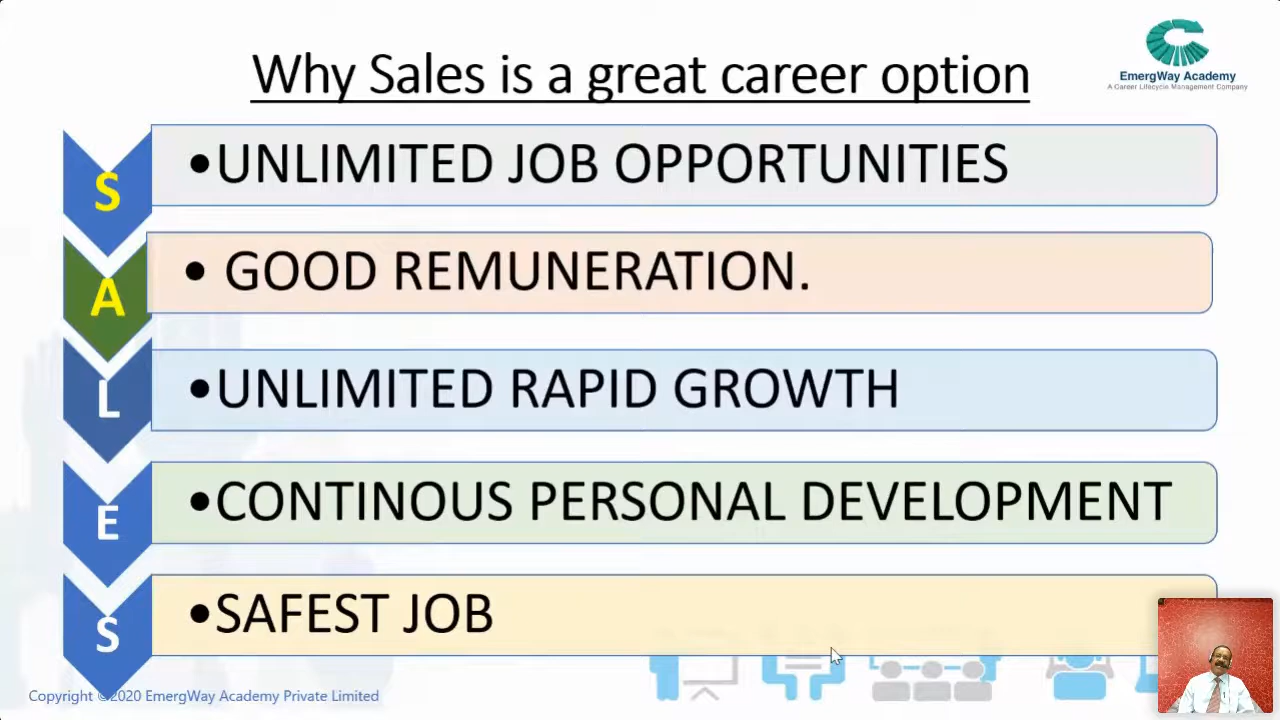 Why Sales is a great career option
EmergWay Academy
A Career Lifecycle Management Company
S
•UNLIMITED JOB OPPORTUNITIES
A
• GOOD REMUNERATION.
L
•UNLIMITED RAPID GROWTH
E
•CONTINOUS PERSONAL DEVELOPMENT
S
•SAFEST JOB
Copyright ©2020 EmergWay Academy Private Limited